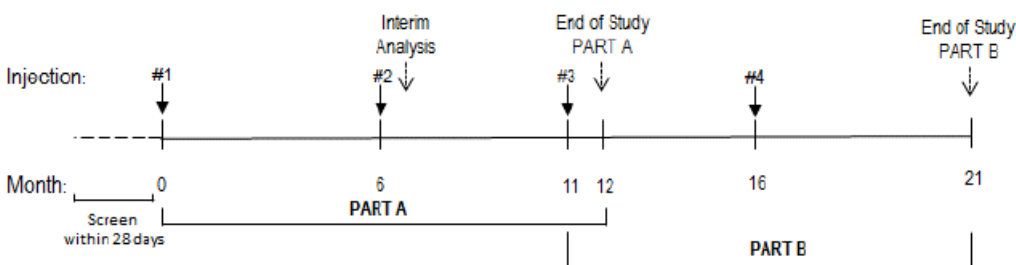 Interim
Analysis
End of Study
PART A
End of Study
PART B
Injection:
#1
#2
#3
#4
Month:
0
6
11
12
16
21
Screen
within 28 days
PART A
PART B